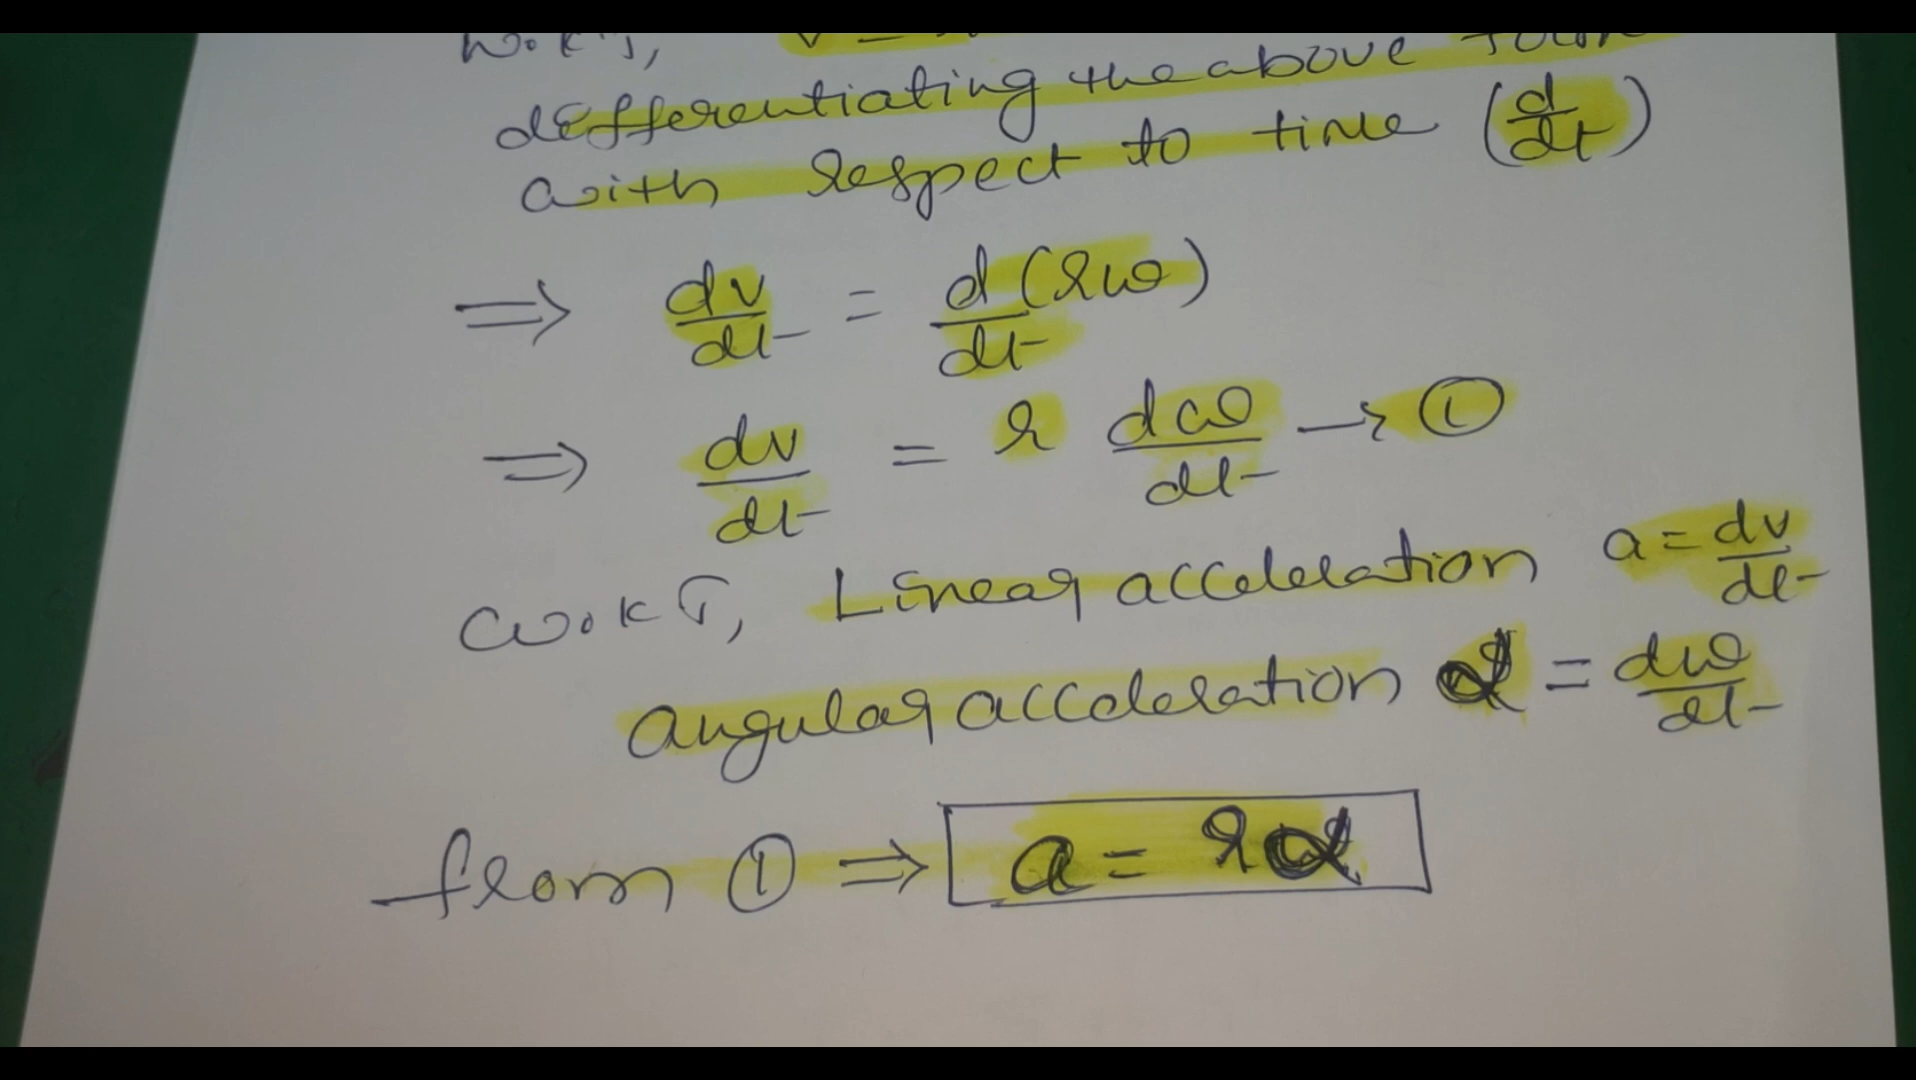 W.K.T, v =
differentiating the above
with respect to time (d/dt)
⇒ dv/dt = d/dt (rω)
⇒ dv/dt = r dω/dt → ①
W.K.T, Linear acceleration a = dv/dt
angular acceleration α = dω/dt
from ① ⇒ a = rα